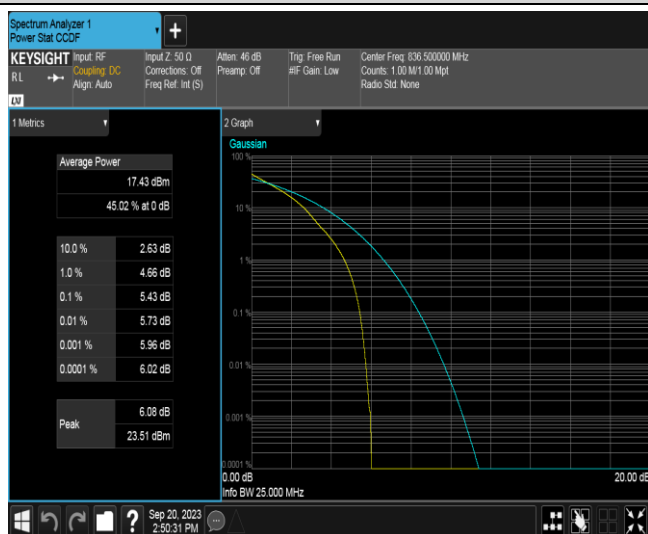 Spectrum Analyzer 1
Power Stat CCDF
KEYSIGHT
RL
LXI
Input: RF
Coupling: DC
Align: Auto
Input Z: 50 Ω
Corrections: Off
Freq Ref: Int (S)
Atten: 46 dB
Preamp: Off
Trig: Free Run
#IF Gain: Low
Center Freq: 836.500000 MHz
Counts: 1.00 M/1.00 Mpt
Radio Std: None
1 Metrics
Average Power
17.43 dBm
45.02 % at 0 dB
10.0 % 2.63 dB
1.0 % 4.66 dB
0.1 % 5.43 dB
0.01 % 5.73 dB
0.001 % 5.96 dB
0.0001 % 6.02 dB
Peak
6.08 dB
23.51 dBm
2 Graph
Gaussian
100 %
10 %
1 %
0.1 %
0.01 %
0.001 %
0.0001 %
0.00 dB
20.00 dB
Info BW 25.000 MHz
?
Sep 20, 2023
2:50:31 PM